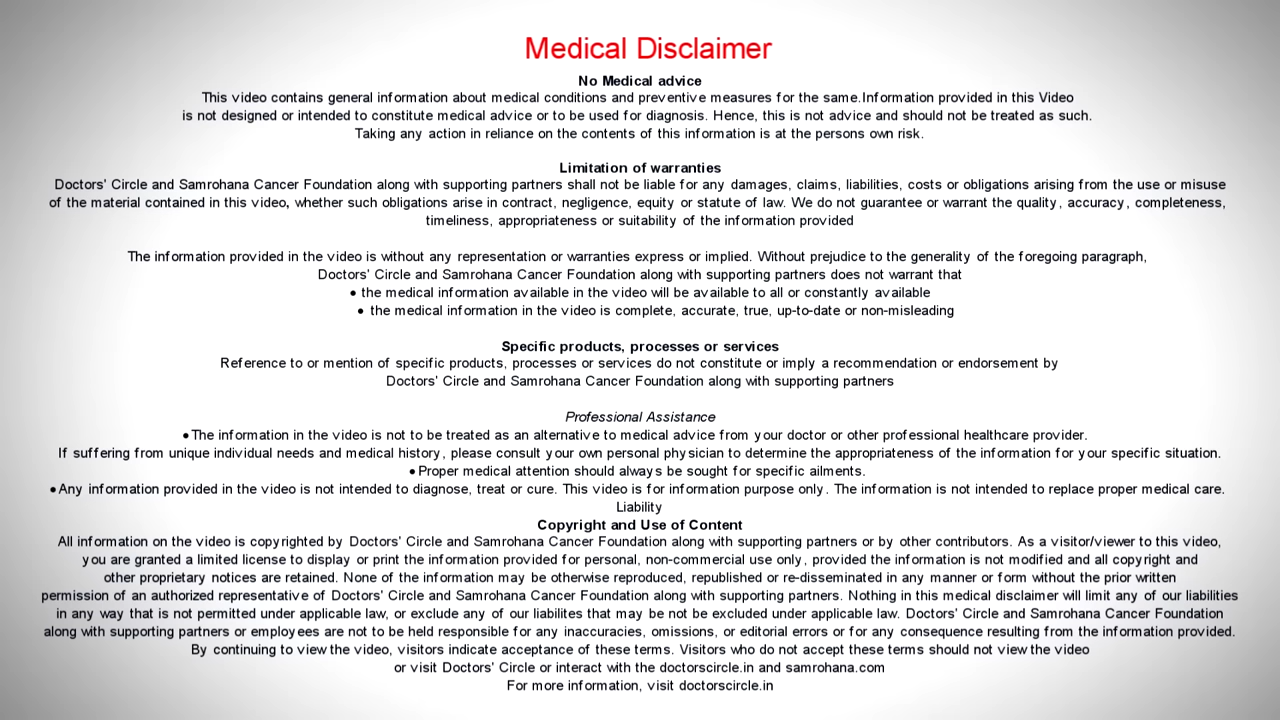 Medical Disclaimer
No Medical advice
This video contains general information about medical conditions and preventive measures for the same.Information provided in this Video
is not designed or intended to constitute medical advice or to be used for diagnosis. Hence, this is not advice and should not be treated as such.
Taking any action in reliance on the contents of this information is at the persons own risk.
Limitation of warranties
Doctors' Circle and Samrohana Cancer Foundation along with supporting partners shall not be liable for any damages, claims, liabilities, costs or obligations arising from the use or misuse
of the material contained in this video, whether such obligations arise in contract, negligence, equity or statute of law. We do not guarantee or warrant the quality, accuracy, completeness,
timeliness, appropriateness or suitability of the information provided
The information provided in the video is without any representation or warranties express or implied. Without prejudice to the generality of the foregoing paragraph,
Doctors' Circle and Samrohana Cancer Foundation along with supporting partners does not warrant that
• the medical information available in the video will be available to all or constantly available
• the medical information in the video is complete, accurate, true, up-to-date or non-misleading
Specific products, processes or services
Reference to or mention of specific products, processes or services do not constitute or imply a recommendation or endorsement by
Doctors' Circle and Samrohana Cancer Foundation along with supporting partners
Professional Assistance
•The information in the video is not to be treated as an alternative to medical advice from your doctor or other professional healthcare provider.
If suffering from unique individual needs and medical history, please consult your own personal physician to determine the appropriateness of the information for your specific situation.
•Proper medical attention should always be sought for specific ailments.
•Any information provided in the video is not intended to diagnose, treat or cure. This video is for information purpose only. The information is not intended to replace proper medical care.
Liability
Copyright and Use of Content
All information on the video is copyrighted by Doctors' Circle and Samrohana Cancer Foundation along with supporting partners or by other contributors. As a visitor/viewer to this video,
you are granted a limited license to display or print the information provided for personal, non-commercial use only, provided the information is not modified and all copyright and
other proprietary notices are retained. None of the information may be otherwise reproduced, republished or re-disseminated in any manner or form without the prior written
permission of an authorized representative of Doctors' Circle and Samrohana Cancer Foundation along with supporting partners. Nothing in this medical disclaimer will limit any of our liabilities
in any way that is not permitted under applicable law, or exclude any of our liabilites that may be not be excluded under applicable law. Doctors' Circle and Samrohana Cancer Foundation
along with supporting partners or employees are not to be held responsible for any inaccuracies, omissions, or editorial errors or for any consequence resulting from the information provided.
By continuing to view the video, visitors indicate acceptance of these terms. Visitors who do not accept these terms should not view the video
or visit Doctors' Circle or interact with the doctorscircle.in and samrohana.com
For more information, visit doctorscircle.in